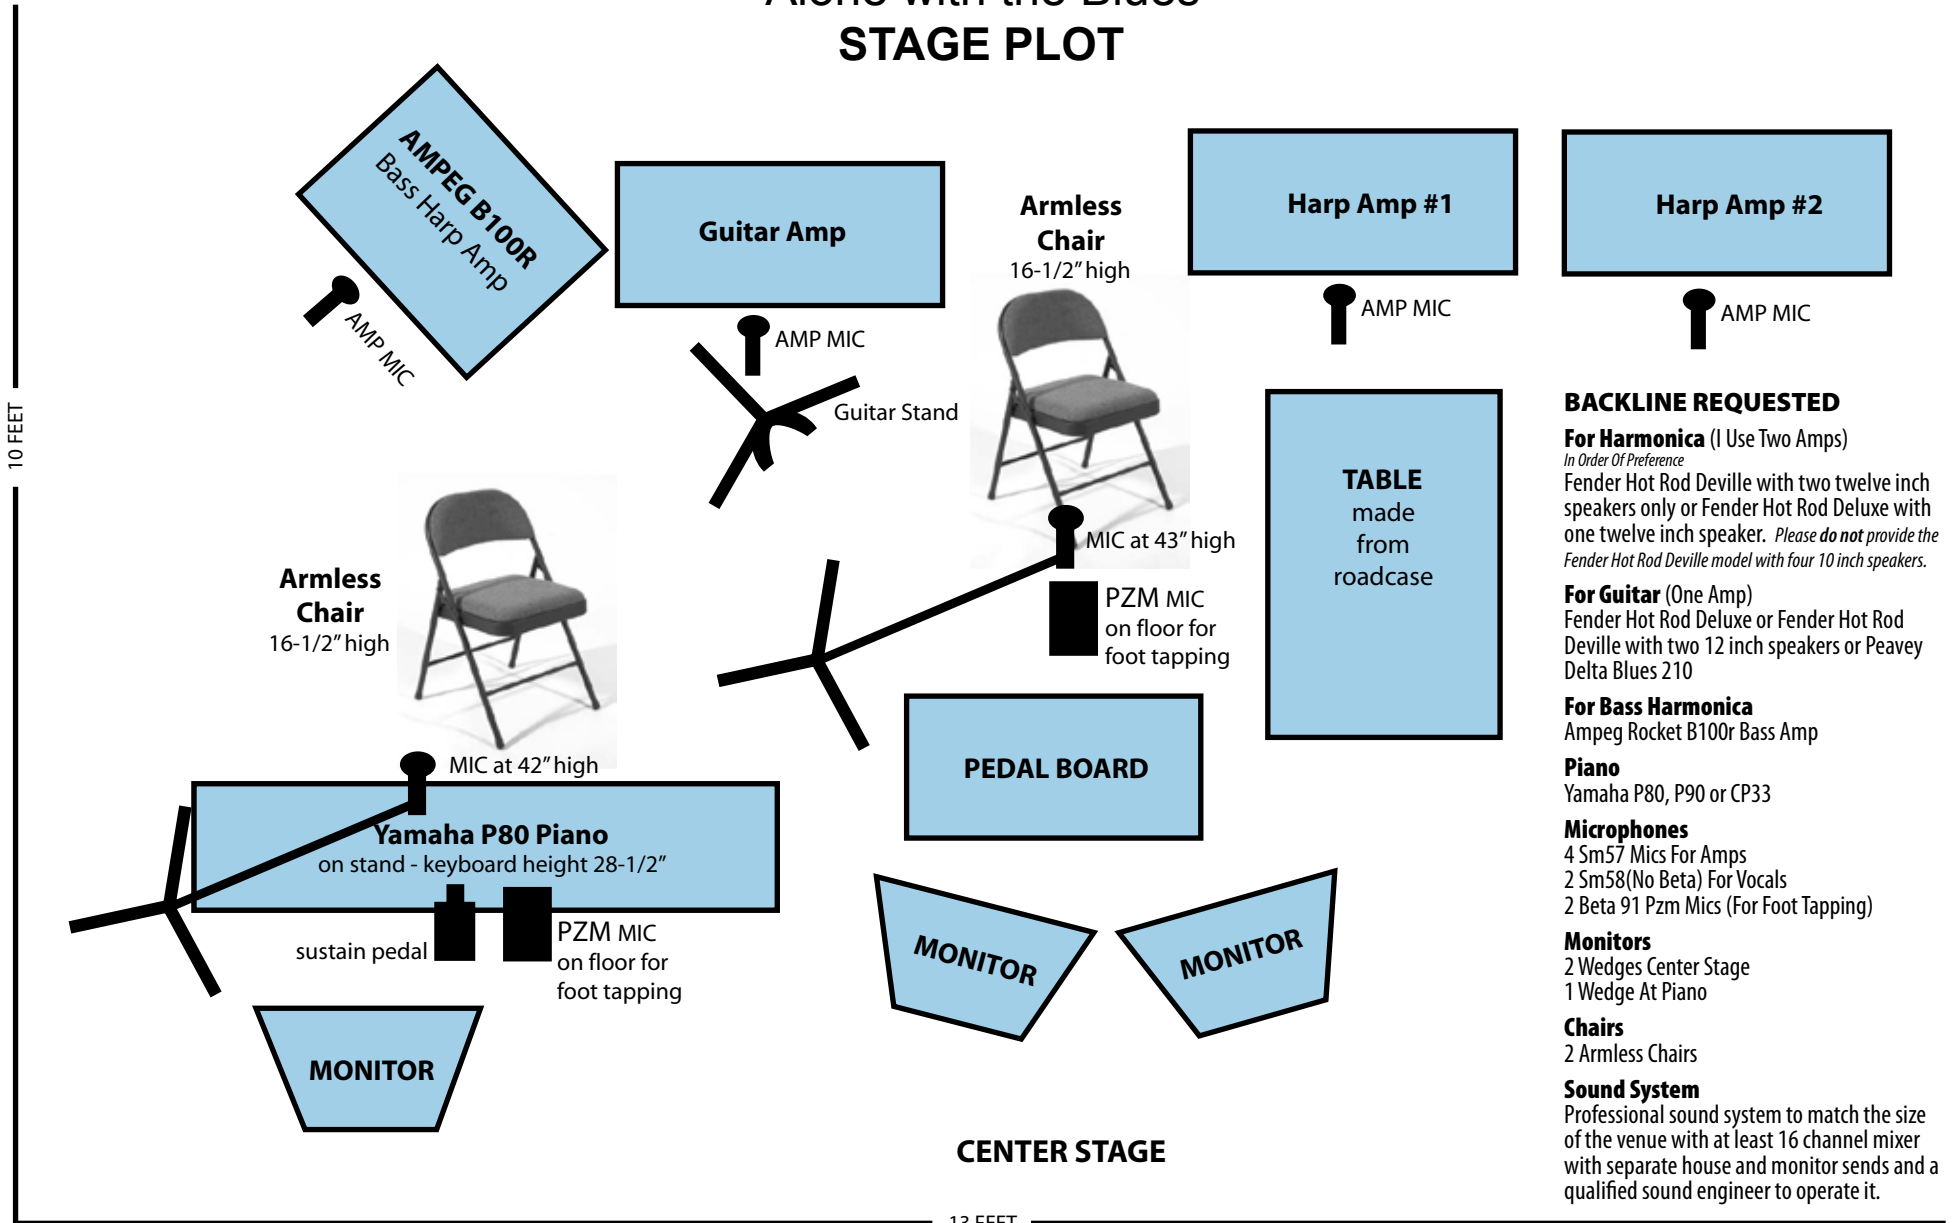 Alone with the Blues
STAGE PLOT
10 FEET
AMPEG B100R
Bass Harp Amp
AMP MIC
Guitar Amp
AMP MIC
Guitar Stand
Armless
Chair
16-1/2” high
Harp Amp #1
AMP MIC
Harp Amp #2
AMP MIC
MIC at 43” high
PZM MIC
on floor for
foot tapping
TABLE
made
from
roadcase
Armless
Chair
16-1/2” high
MIC at 42” high
Yamaha P80 Piano
on stand - keyboard height 28-1/2”
sustain pedal
PZM MIC
on floor for
foot tapping
PEDAL BOARD
MONITOR
MONITOR
MONITOR
CENTER STAGE
13 FEET
BACKLINE REQUESTED
For Harmonica (I Use Two Amps)
In Order Of Preference
Fender Hot Rod Deville with two twelve inch
speakers only or Fender Hot Rod Deluxe with
one twelve inch speaker. Please do not provide the
Fender Hot Rod Deville model with four 10 inch speakers.
For Guitar (One Amp)
Fender Hot Rod Deluxe or Fender Hot Rod
Deville with two 12 inch speakers or Peavey
Delta Blues 210
For Bass Harmonica
Ampeg Rocket B100r Bass Amp
Piano
Yamaha P80, P90 or CP33
Microphones
4 Sm57 Mics For Amps
2 Sm58(No Beta) For Vocals
2 Beta 91 Pzm Mics (For Foot Tapping)
Monitors
2 Wedges Center Stage
1 Wedge At Piano
Chairs
2 Armless Chairs
Sound System
Professional sound system to match the size
of the venue with at least 16 channel mixer
with separate house and monitor sends and a
qualified sound engineer to operate it.